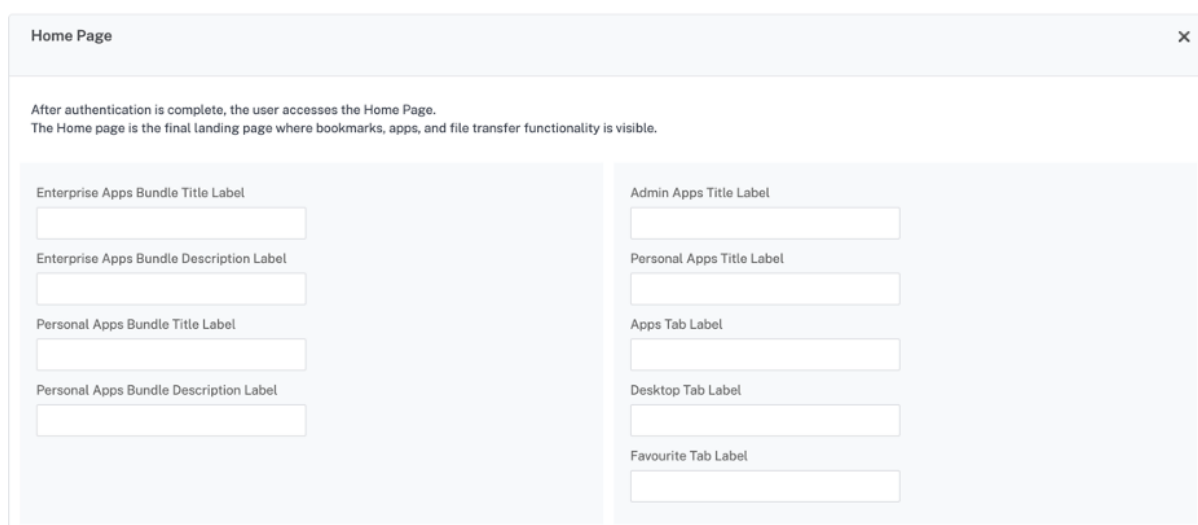 Home Page
After authentication is complete, the user accesses the Home Page.
The Home page is the final landing page where bookmarks, apps, and file transfer functionality is visible.
Enterprise Apps Bundle Title Label
Enterprise Apps Bundle Description Label
Personal Apps Bundle Title Label
Personal Apps Bundle Description Label
Admin Apps Title Label
Personal Apps Title Label
Apps Tab Label
Desktop Tab Label
Favourite Tab Label